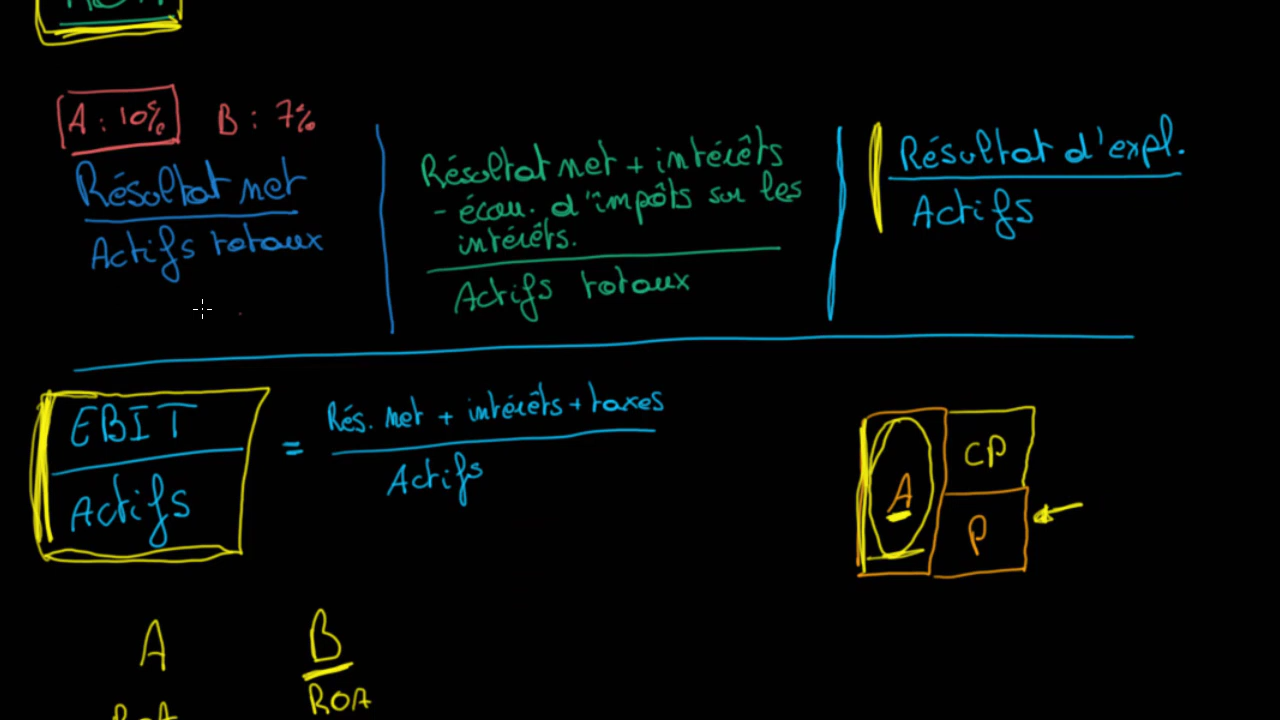 A : 10%
B : 7%
Résultat net
Actifs totaux
Résultat net + intérêts
- écon. d'impôts sur les
intérêts.
Actifs totaux
Résultat d'expl.
Actifs
EBIT
Actifs
=
Rés. net + intérêts + taxes
Actifs
A
CP
P
A
B
ROA
ROA